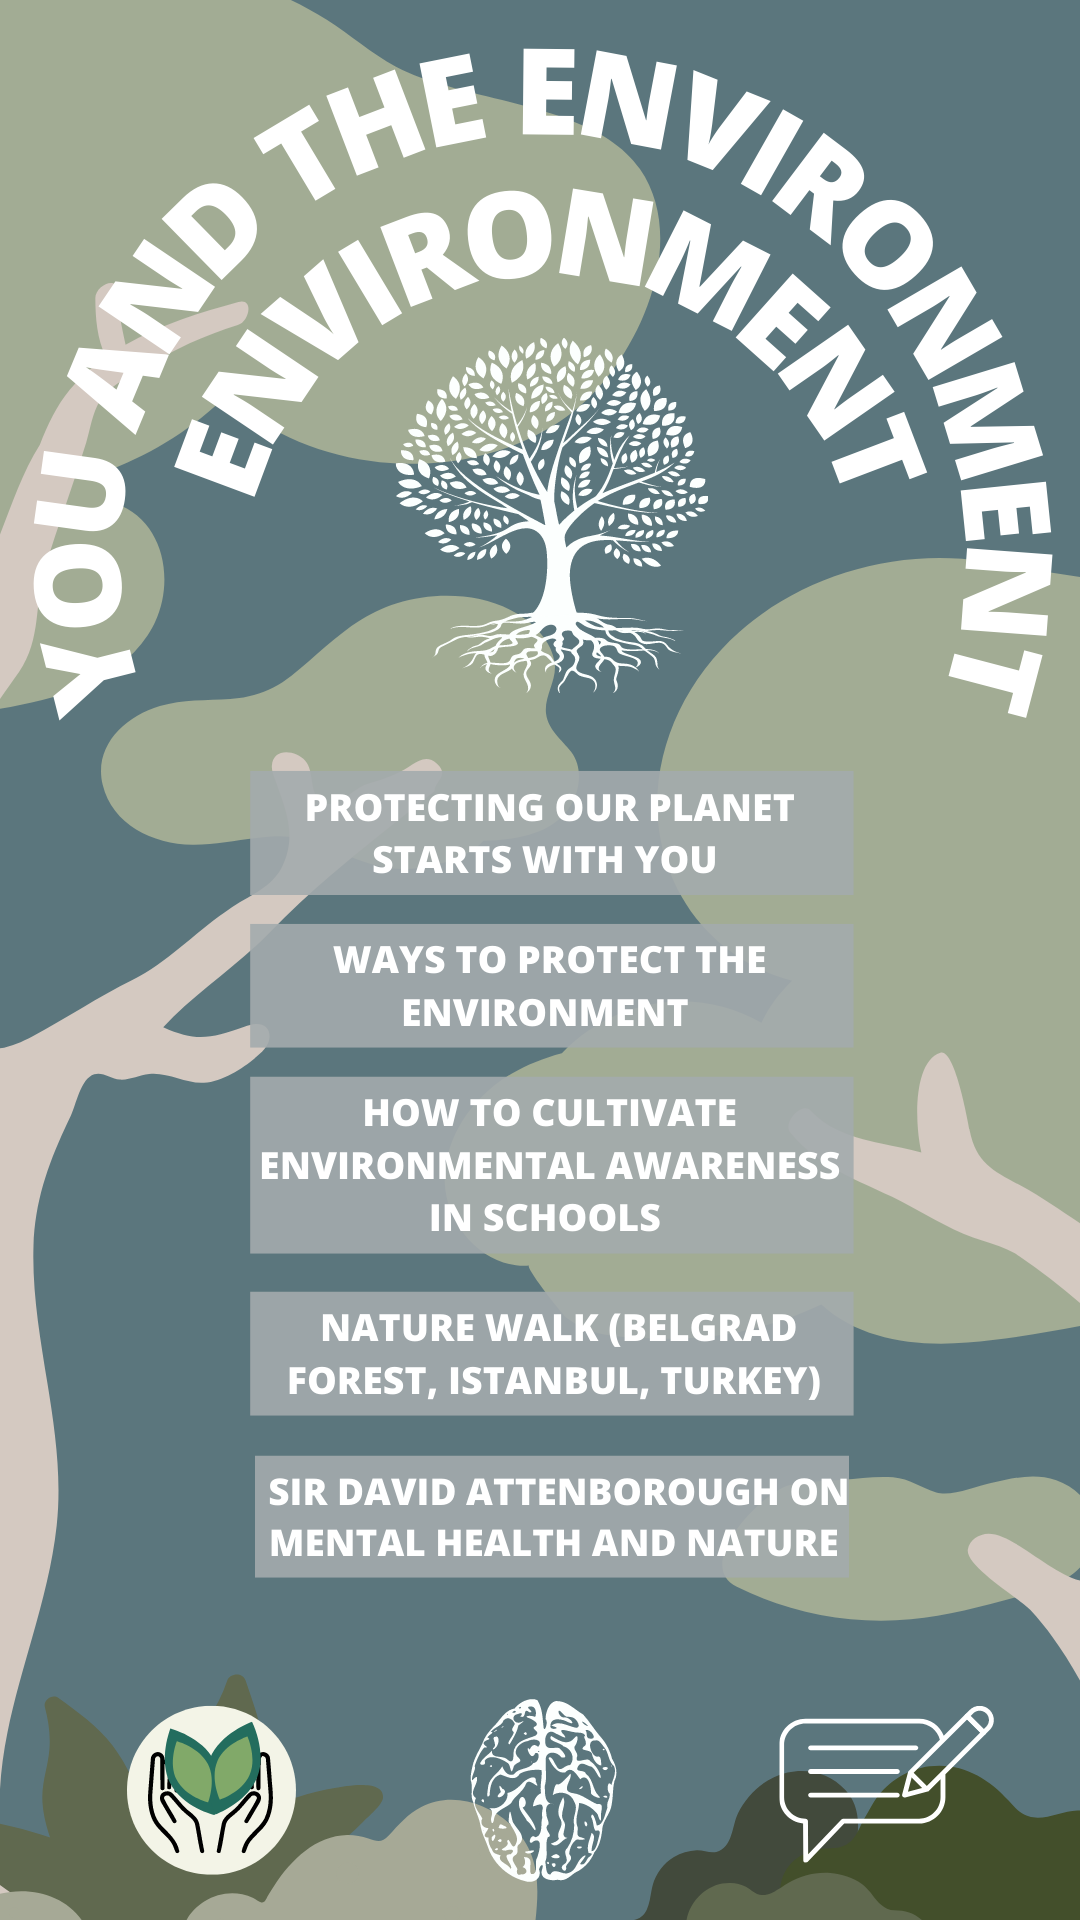 YOU AND THE ENVIRONMENT
ENVIRONMENT
PROTECTING OUR PLANET
STARTS WITH YOU
WAYS TO PROTECT THE
ENVIRONMENT
HOW TO CULTIVATE
ENVIRONMENTAL AWARENESS
IN SCHOOLS
NATURE WALK (BELGRAD
FOREST, ISTANBUL, TURKEY)
SIR DAVID ATTENBOROUGH ON
MENTAL HEALTH AND NATURE